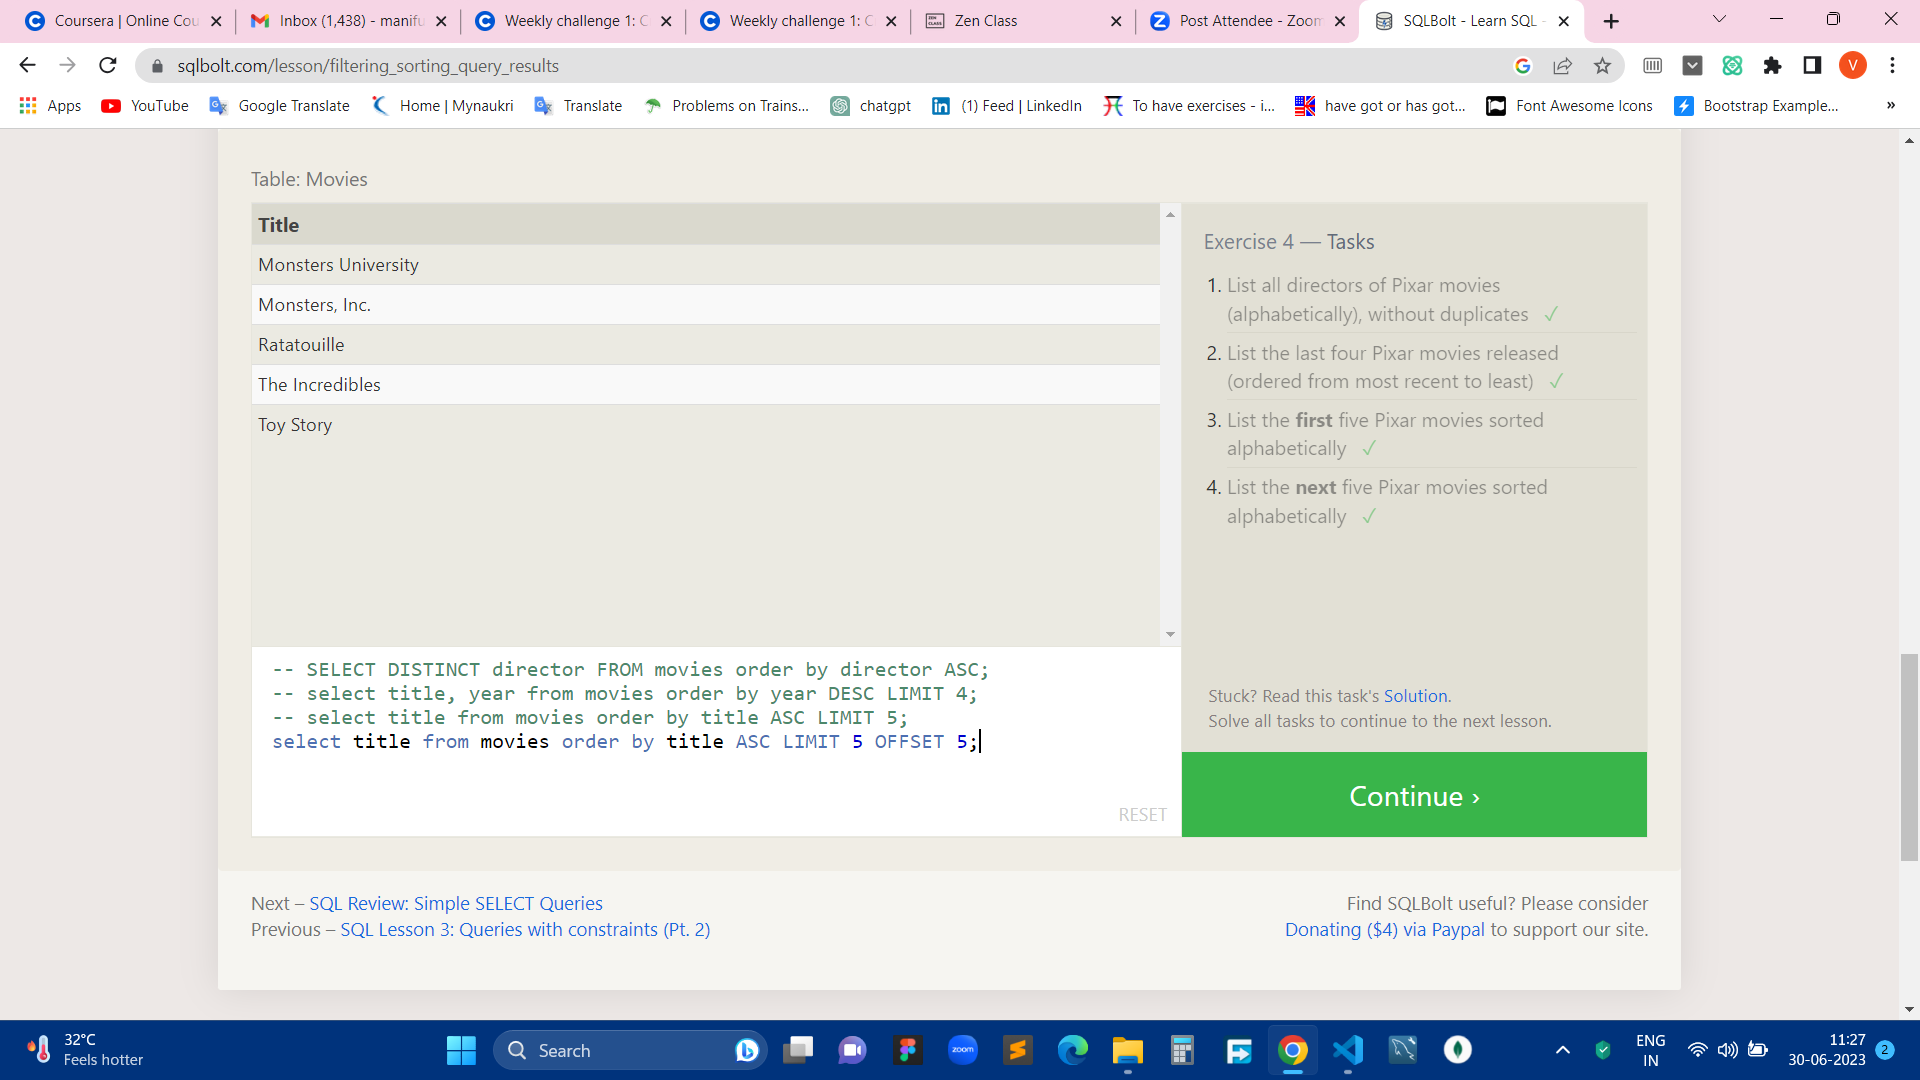 Coursera | Online Cou
Inbox (1,438) - manifu
Weekly challenge 1: C
Weekly challenge 1: C
Zen Class
Post Attendee - Zoom
SQLBolt - Learn SQL -
sqlbolt.com/lesson/filtering_sorting_query_results
V
Apps
YouTube
Google Translate
Home | Mynaukri
Translate
Problems on Trains...
chatgpt
(1) Feed | LinkedIn
To have exercises - i...
have got or has got...
Font Awesome Icons
Bootstrap Example...
»
Table: Movies
Title
Monsters University
Monsters, Inc.
Ratatouille
The Incredibles
Toy Story
Exercise 4 — Tasks
1. List all directors of Pixar movies
(alphabetically), without duplicates ✓
2. List the last four Pixar movies released
(ordered from most recent to least) ✓
3. List the first five Pixar movies sorted
alphabetically ✓
4. List the next five Pixar movies sorted
alphabetically ✓
-- SELECT DISTINCT director FROM movies order by director ASC;
-- select title, year from movies order by year DESC LIMIT 4;
-- select title from movies order by title ASC LIMIT 5;
select title from movies order by title ASC LIMIT 5 OFFSET 5;
RESET
Stuck? Read this task's Solution.
Solve all tasks to continue to the next lesson.
Continue ›
Next – SQL Review: Simple SELECT Queries
Previous – SQL Lesson 3: Queries with constraints (Pt. 2)
Find SQLBolt useful? Please consider
Donating ($4) via Paypal to support our site.
32°C
Feels hotter
Search
zoom
ENG
IN
11:27
30-06-2023
2